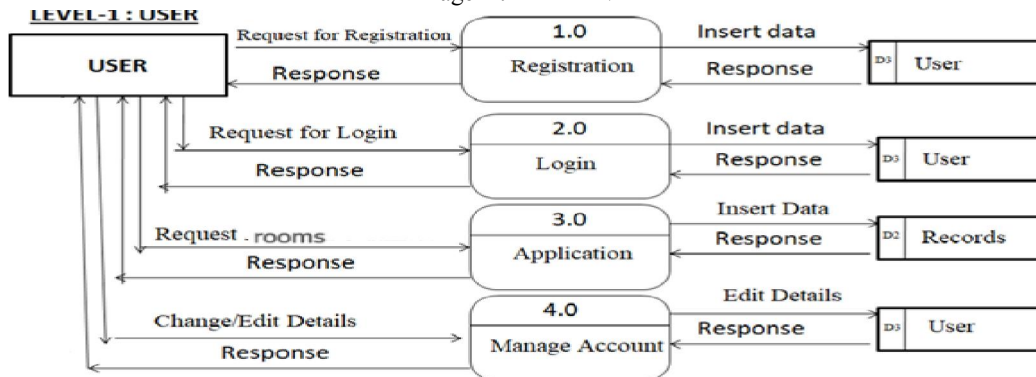 LEVEL-1 : USER
USER
Request for Registration
Response
1.0
Registration
Insert data
Response
D3 User
Request for Login
Response
2.0
Login
Insert data
Response
D3 User
Request . rooms
Response
3.0
Application
Insert Data
Response
D2 Records
Change/Edit Details
Response
4.0
Manage Account
Edit Details
Response
D3 User